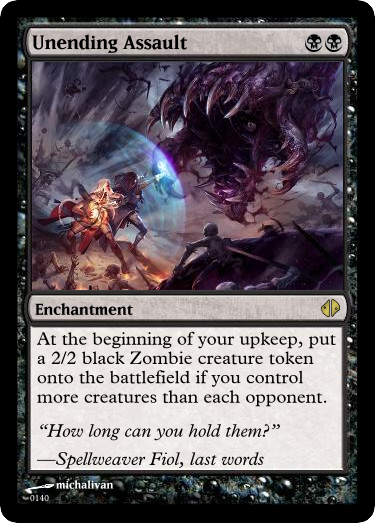 Unending Assault
Enchantment
At the beginning of your upkeep, put
a 2/2 black Zombie creature token
onto the battlefield if you control
more creatures than each opponent.
“How long can you hold them?”
—Spellweaver Fiol, last words
michalivan
0140